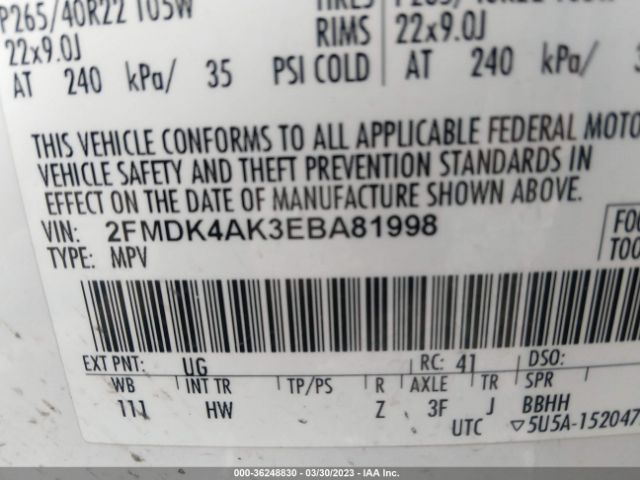 P265/40R22 105W
22x9.0J RIMS 22x9.0J
AT 240 kPa/ 35 PSI COLD AT 240 kPa/
THIS VEHICLE CONFORMS TO ALL APPLICABLE FEDERAL MOTO
VEHICLE SAFETY AND THEFT PREVENTION STANDARDS IN
EFFECT ON THE DATE OF MANUFACTURE SHOWN ABOVE.
VIN: 2FMDK4AK3EBA81998
TYPE: MPV
EXT PNT: UG RC: 41 DSO:
WB INT TR TP/PS R AXLE TR SPR
111 HW Z 3F J BBHH
UTC ▽5U5A-152047
000-36248830 - 03/30/2023 - IAA Inc.